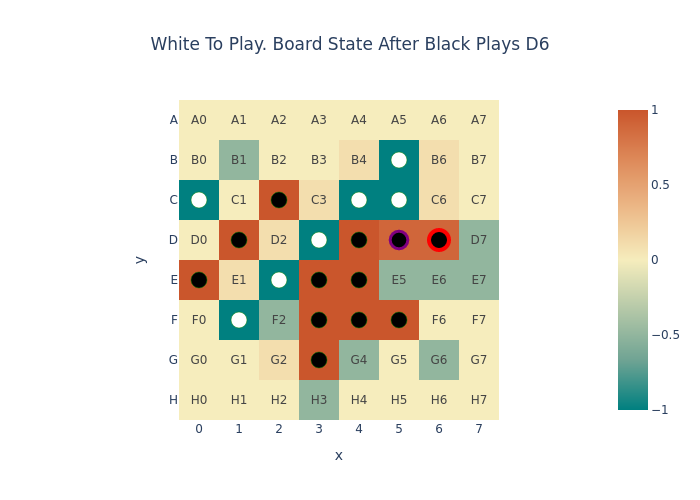 White To Play. Board State After Black Plays D6
A A0 A1 A2 A3 A4 A5 A6 A7
B B0 B1 B2 B3 B4 B6 B7
C C1 C3 C6 C7
D D0 D2 D7
E E1 E5 E6 E7
F F0 F2 F6 F7
G G0 G1 G2 G4 G5 G6 G7
H H0 H1 H2 H3 H4 H5 H6 H7
0 1 2 3 4 5 6 7
x
y
1
0.5
0
−0.5
−1